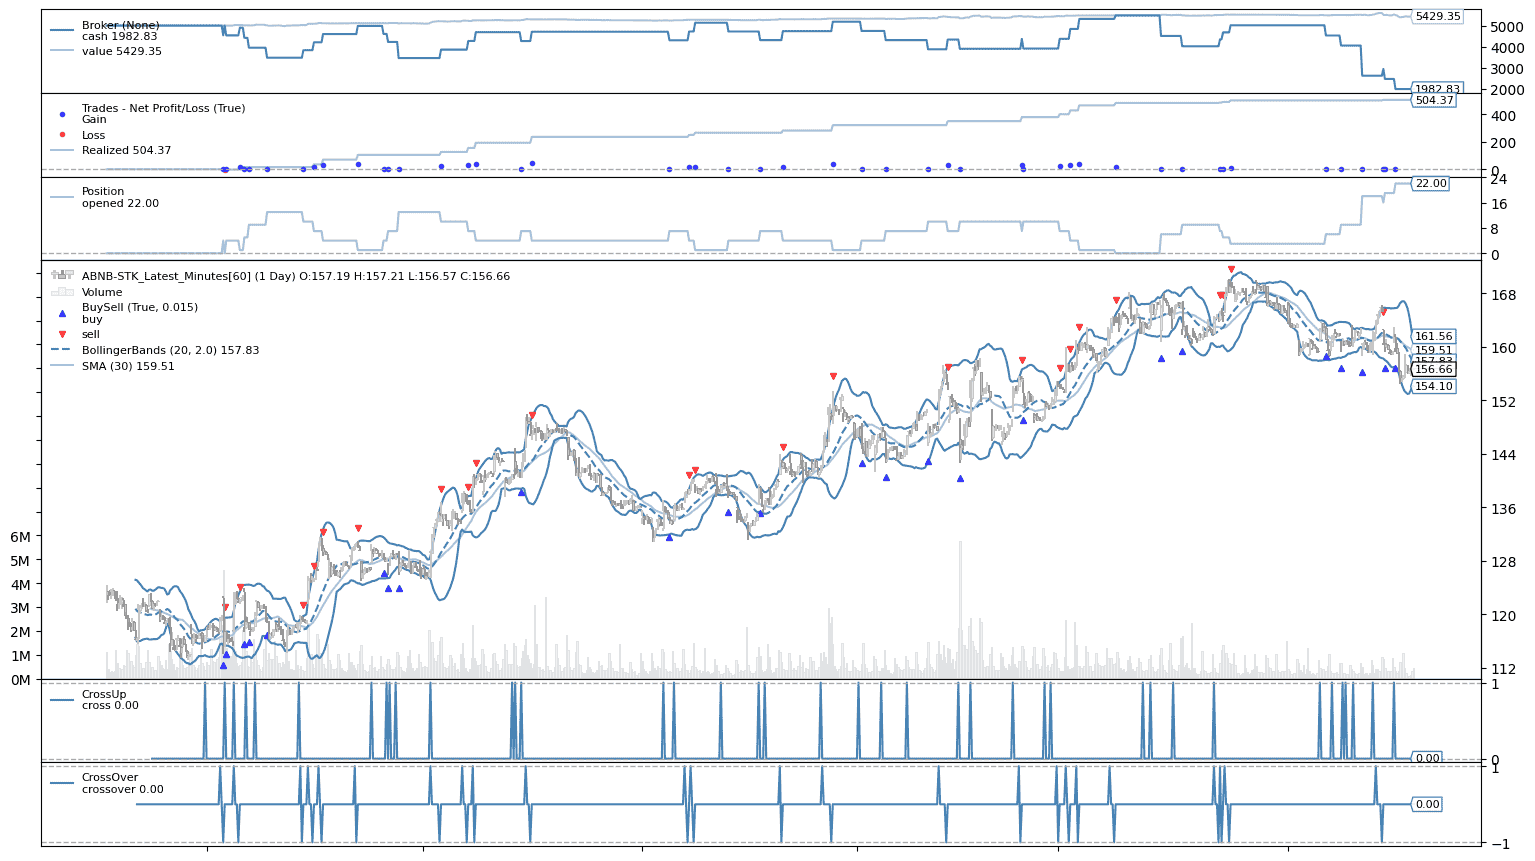 Broker (None)
cash 1982.83
value 5429.35
5429.35
5000
4000
3000
2000
1982.83
Trades - Net Profit/Loss (True)
Gain
Loss
Realized 504.37
504.37
400
200
0
Position
opened 22.00
24
22.00
16
8
0
ABNB-STK_Latest_Minutes[60] (1 Day) O:157.19 H:157.21 L:156.57 C:156.66
Volume
BuySell (True, 0.015)
buy
sell
BollingerBands (20, 2.0) 157.83
SMA (30) 159.51
168
161.56
160
159.51
157.83
156.66
154.10
152
144
136
128
120
112
6M
5M
4M
3M
2M
1M
0M
CrossUp
cross 0.00
1
0.00
0
CrossOver
crossover 0.00
1
0.00
−1